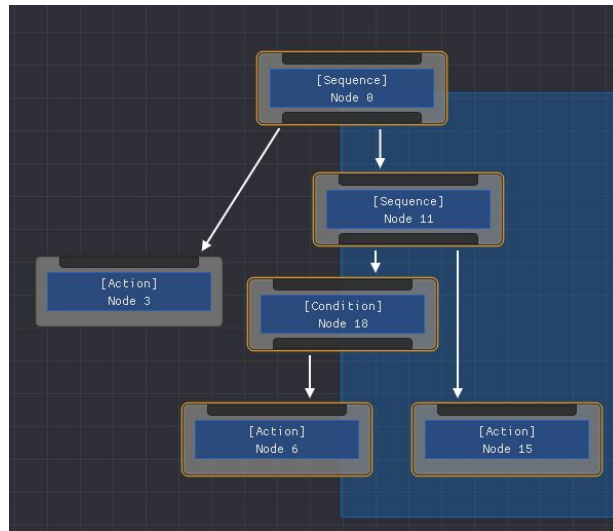 [Sequence]
Node 0
[Sequence]
Node 11
[Action]
Node 3
[Condition]
Node 18
[Action]
Node 6
[Action]
Node 15